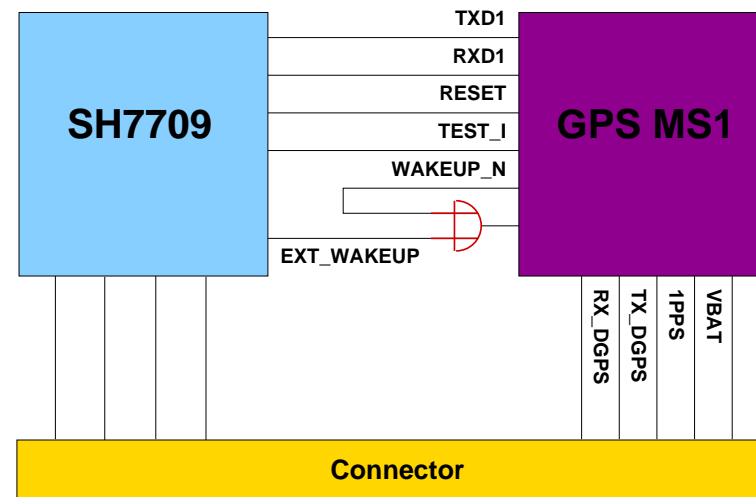 TXD1
RXD1
RESET
TEST_I
WAKEUP_N
EXT_WAKEUP
SH7709
GPS MS1
RX_DGPS
TX_DGPS
1PPS
VBAT
Connector